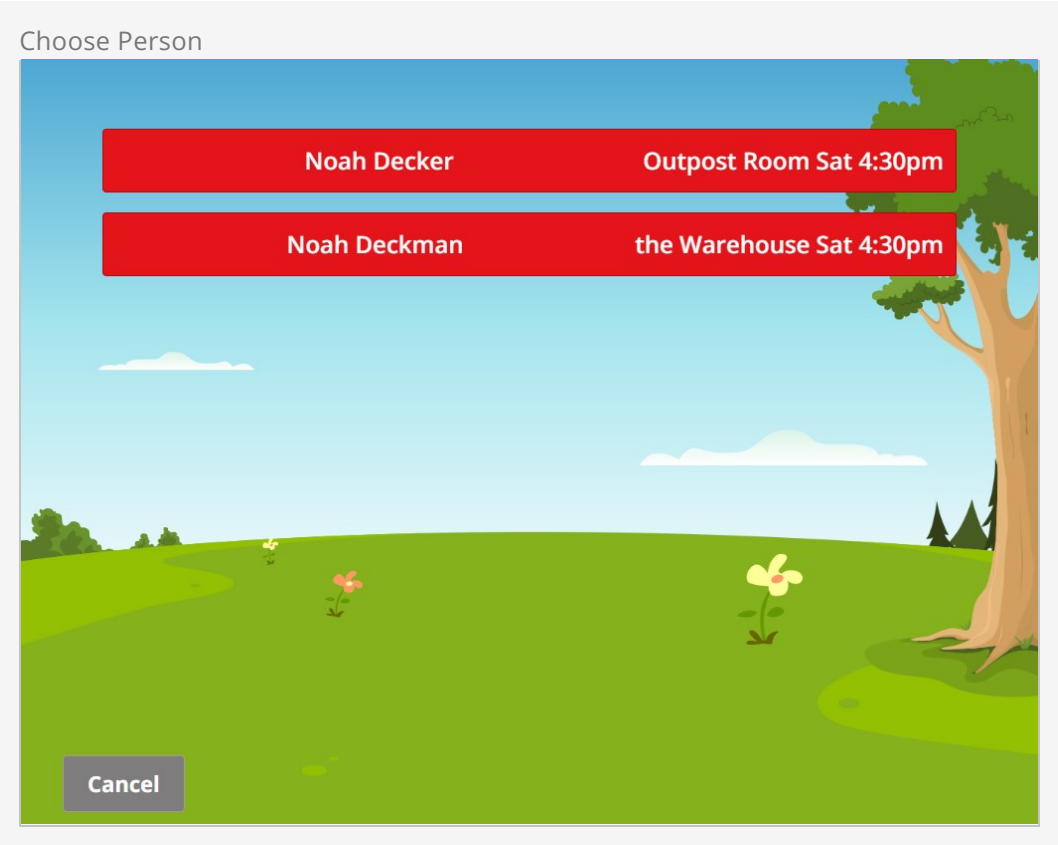 Choose Person
Noah Decker Outpost Room Sat 4:30pm
Noah Deckman the Warehouse Sat 4:30pm
Cancel